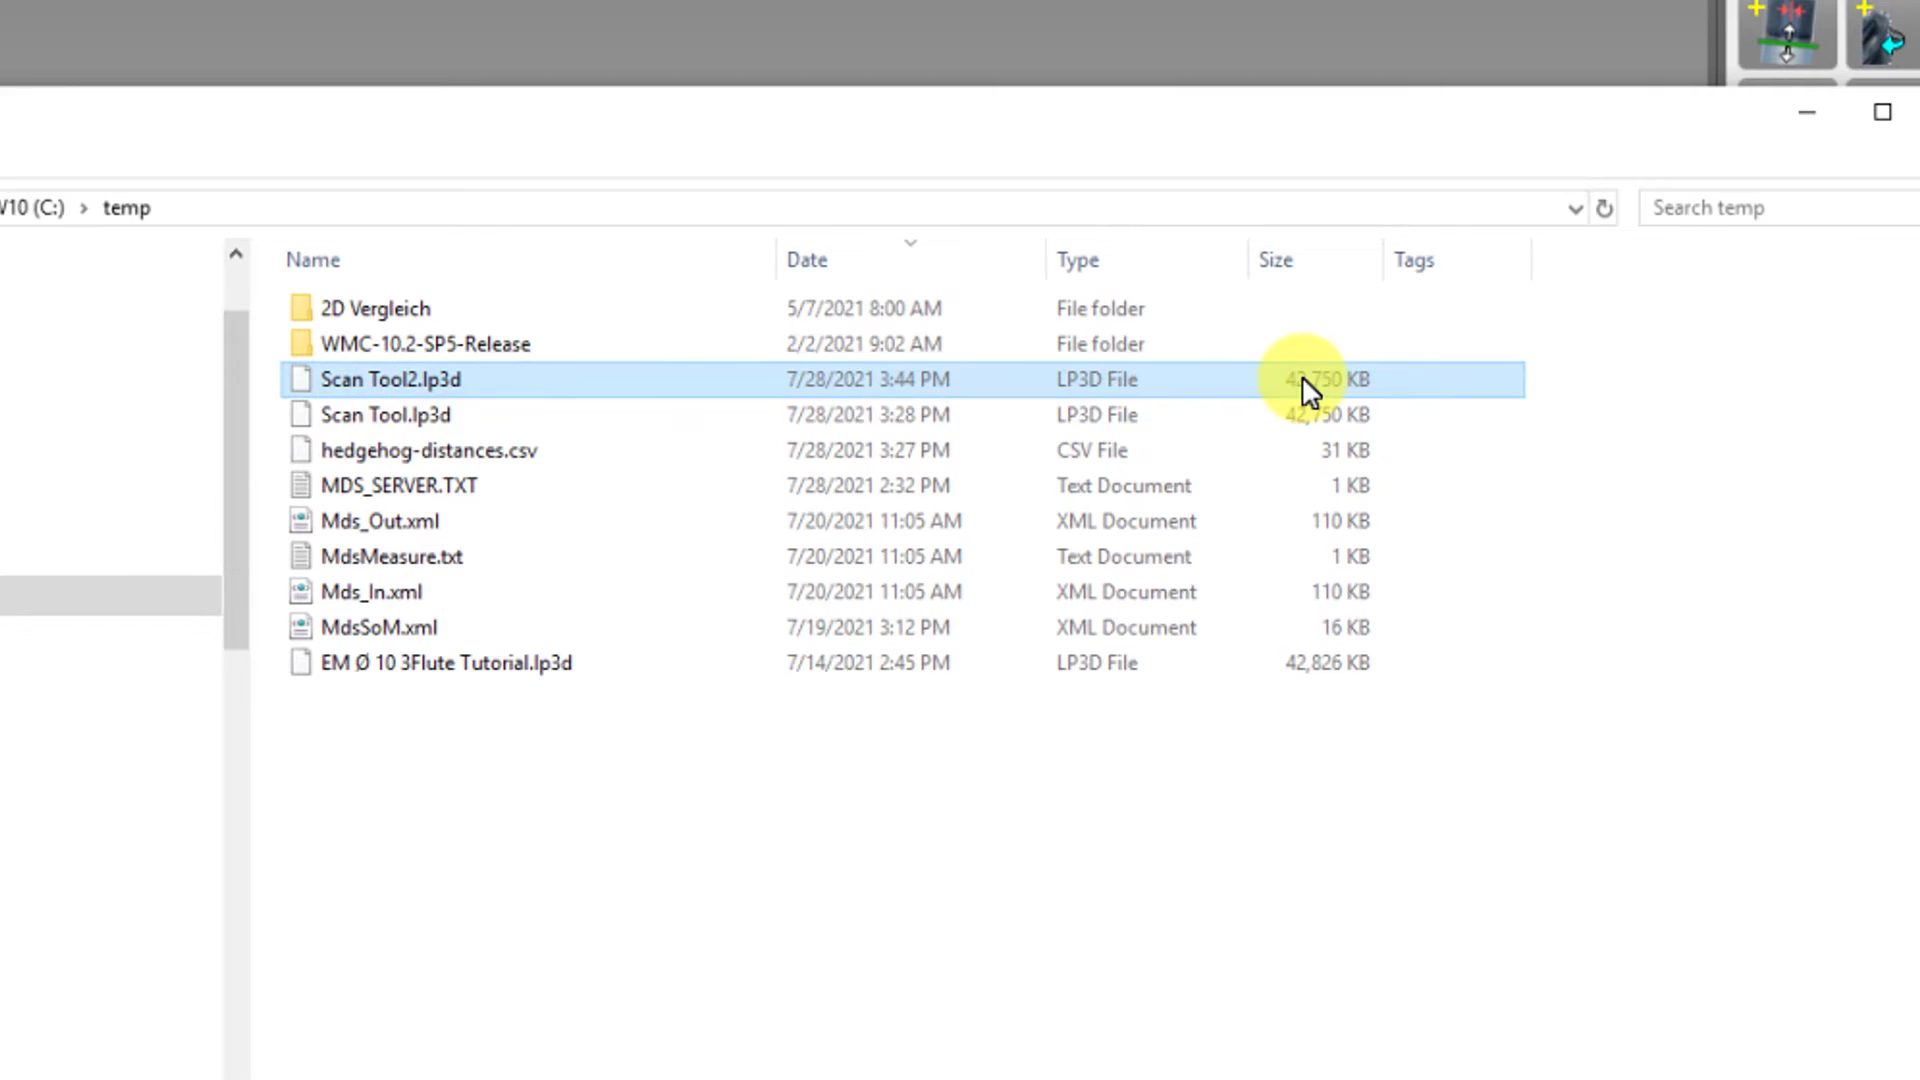 W10 (C:) > temp
Search temp
Name Date Type Size Tags
2D Vergleich 5/7/2021 8:00 AM File folder
WMC-10.2-SP5-Release 2/2/2021 9:02 AM File folder
Scan Tool2.lp3d 7/28/2021 3:44 PM LP3D File 42,750 KB
Scan Tool.lp3d 7/28/2021 3:28 PM LP3D File 42,750 KB
hedgehog-distances.csv 7/28/2021 3:27 PM CSV File 31 KB
MDS_SERVER.TXT 7/28/2021 2:32 PM Text Document 1 KB
Mds_Out.xml 7/20/2021 11:05 AM XML Document 110 KB
MdsMeasure.txt 7/20/2021 11:05 AM Text Document 1 KB
Mds_In.xml 7/20/2021 11:05 AM XML Document 110 KB
MdsSoM.xml 7/19/2021 3:12 PM XML Document 16 KB
EM Ø 10 3Flute Tutorial.lp3d 7/14/2021 2:45 PM LP3D File 42,826 KB